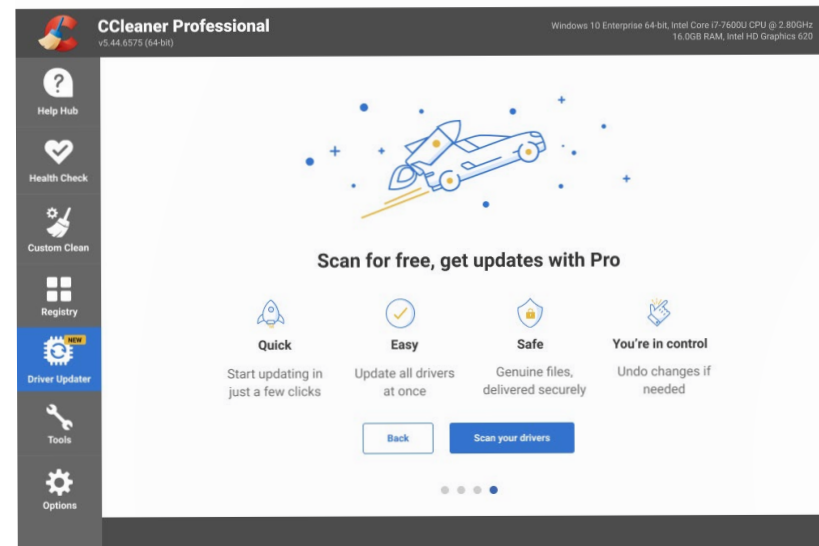 CCleaner Professional
v5.44.6575 (64-bit)
Windows 10 Enterprise 64-bit, Intel Core i7-7600U CPU @ 2.80GHz
16.0GB RAM, Intel HD Graphics 620
?
Help Hub
Health Check
Custom Clean
Registry
NEW
Driver Updater
Tools
Options
Scan for free, get updates with Pro
Quick
Start updating in
just a few clicks
Easy
Update all drivers
at once
Safe
Genuine files,
delivered securely
You're in control
Undo changes if
needed
Back
Scan your drivers